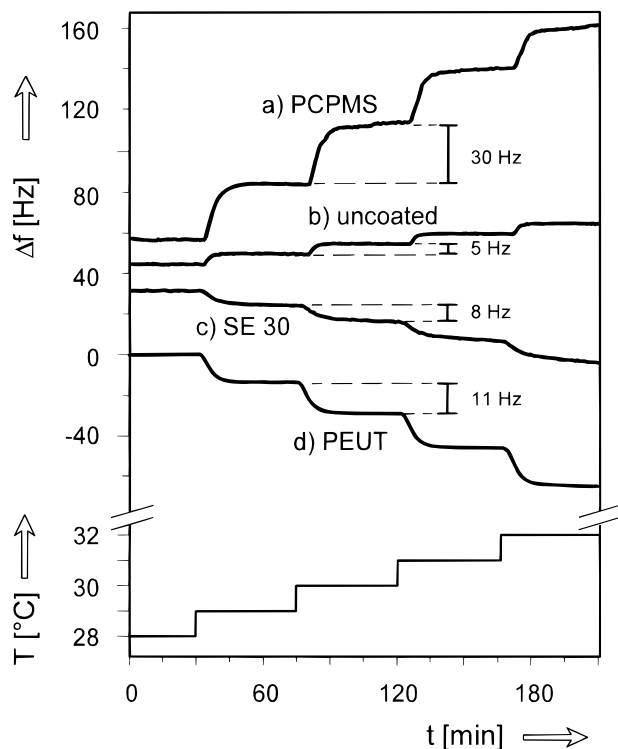 160
120
80
40
0
-40
Δf [Hz]
a) PCPMS
30 Hz
b) uncoated
5 Hz
8 Hz
c) SE 30
11 Hz
d) PEUT
32
30
28
T [°C]
0
60
120
180
t [min]